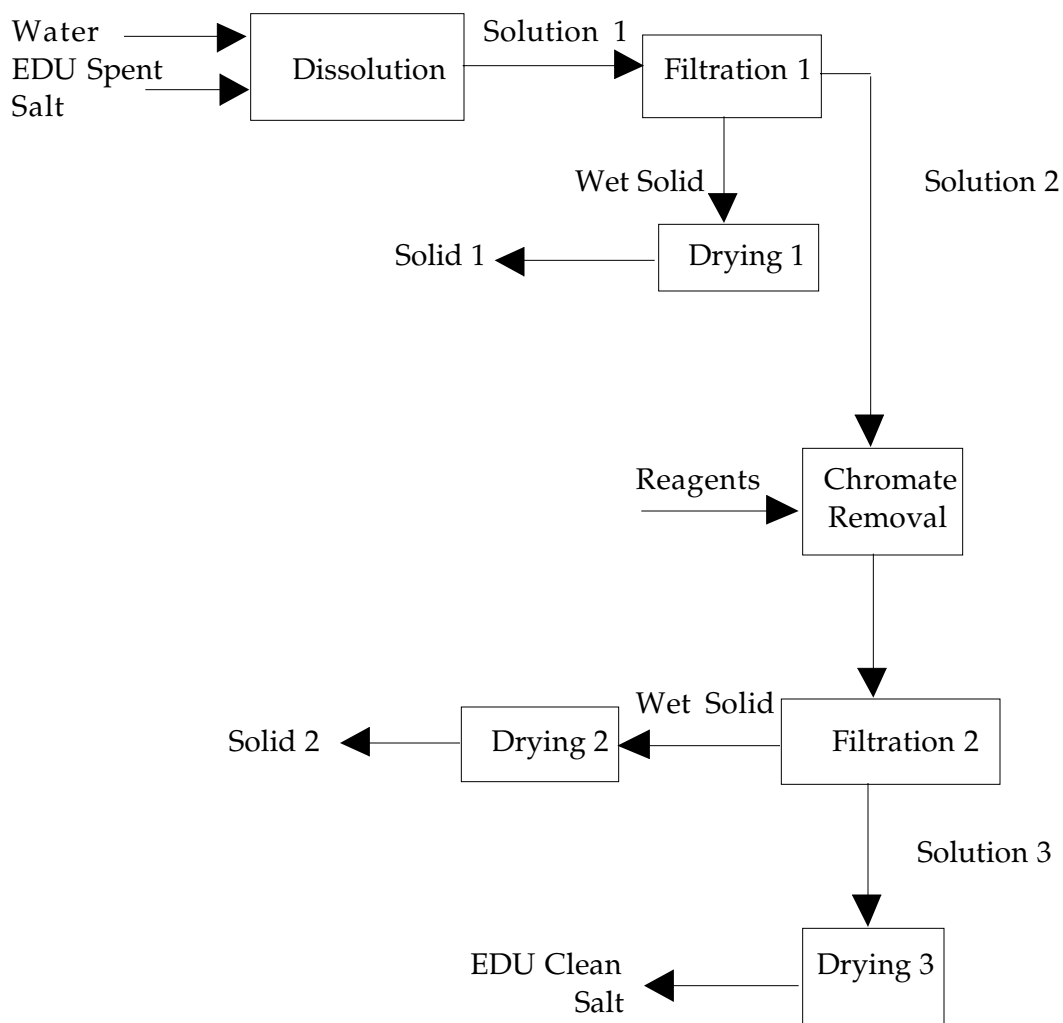 Water
EDU Spent
Salt
Dissolution
Solution 1
Filtration 1
Wet Solid
Solution 2
Solid 1
Drying 1
Reagents
Chromate
Removal
Wet Solid
Solid 2
Drying 2
Filtration 2
Solution 3
EDU Clean
Salt
Drying 3